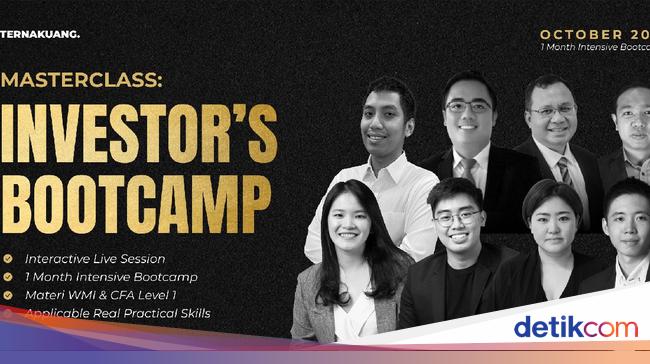 TERNAKUANG.
OCTOBER 20
1 Month Intensive Bootca
MASTERCLASS:
INVESTOR'S
BOOTCAMP
Interactive Live Session
1 Month Intensive Bootcamp
Materi WMI & CFA Level 1
Applicable Real Practical Skills
detikcom